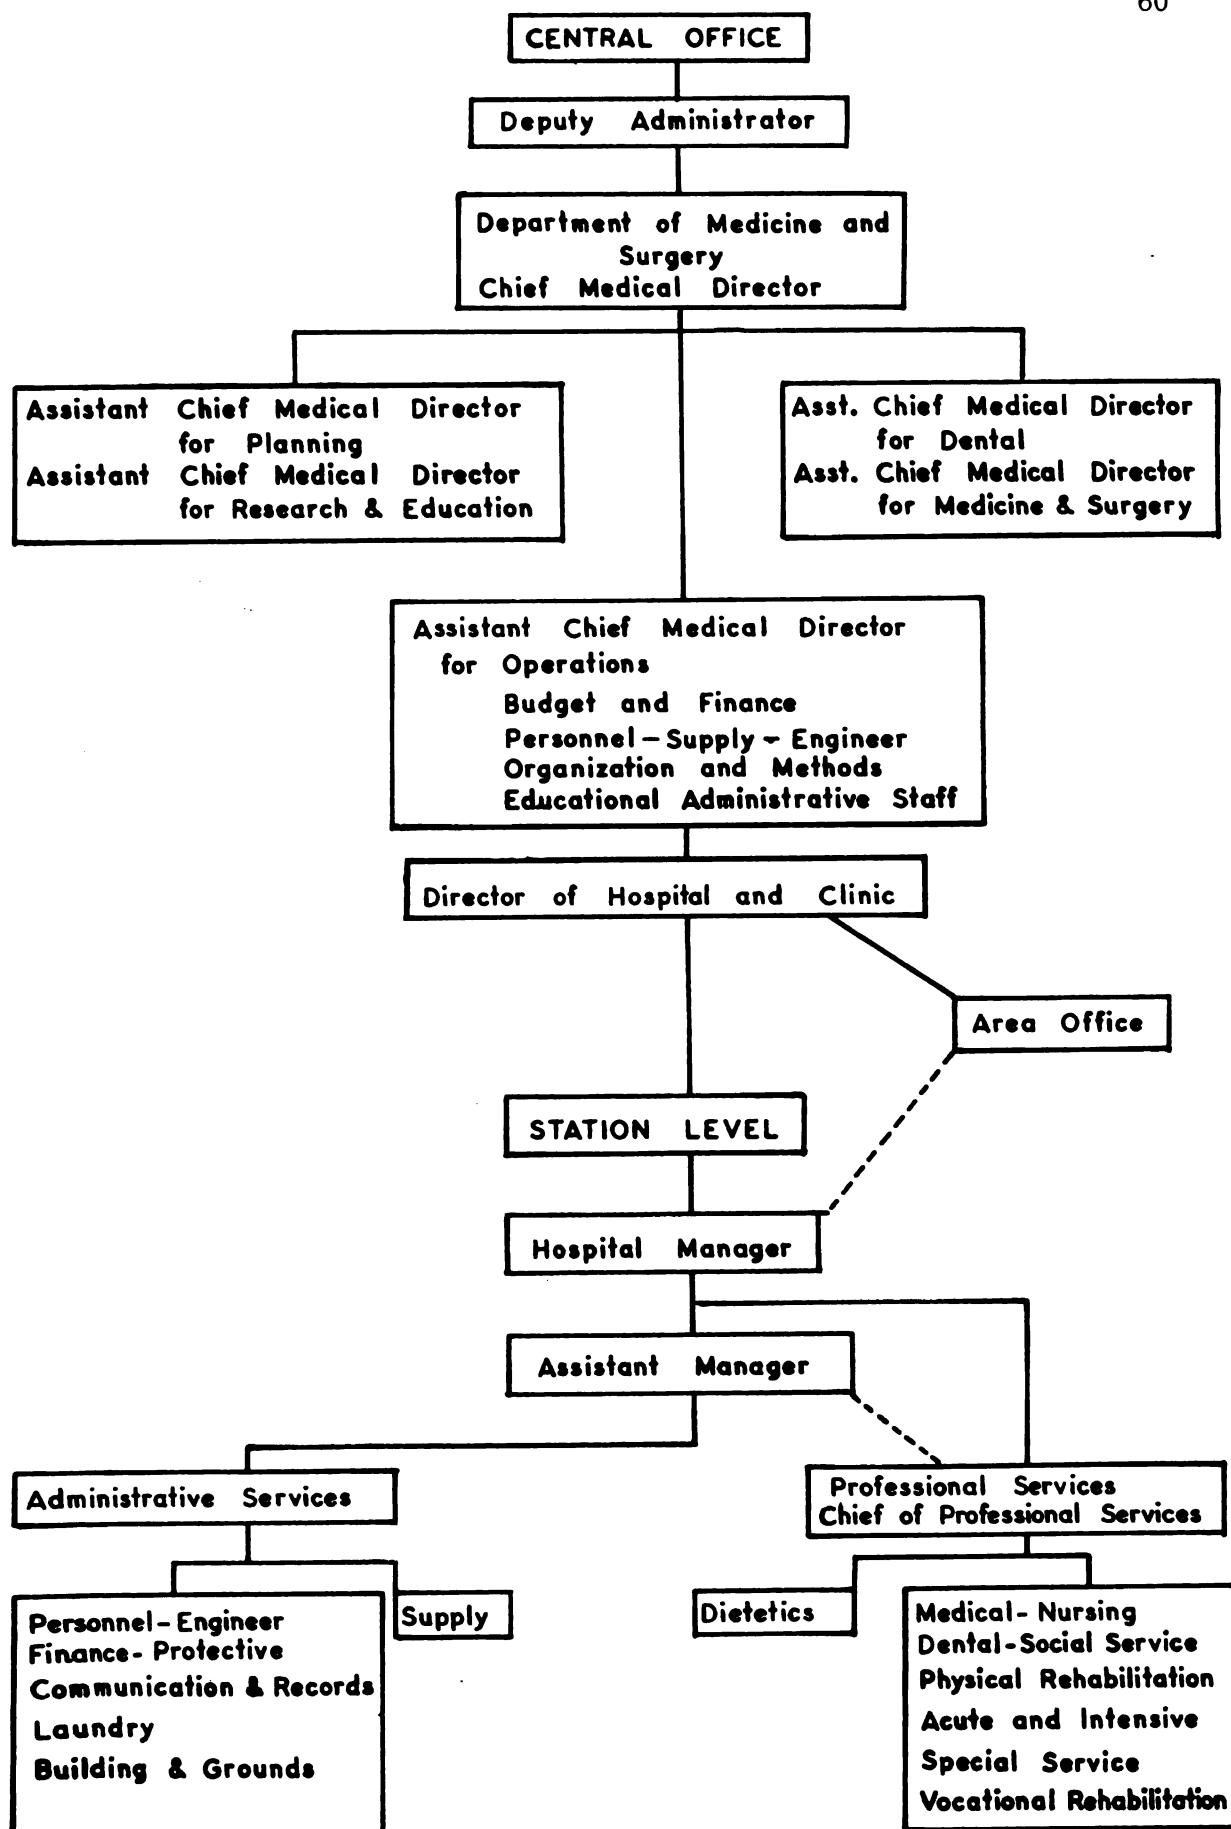 60
CENTRAL OFFICE
Deputy Administrator
Department of Medicine and
Surgery
Chief Medical Director
Assistant Chief Medical Director
for Planning
Assistant Chief Medical Director
for Research & Education
Asst. Chief Medical Director
for Dental
Asst. Chief Medical Director
for Medicine & Surgery
Assistant Chief Medical Director
for Operations
Budget and Finance
Personnel-Supply-Engineer
Organization and Methods
Educational Administrative Staff
Director of Hospital and Clinic
Area Office
STATION LEVEL
Hospital Manager
Assistant Manager
Administrative Services
Professional Services
Chief of Professional Services
Personnel-Engineer
Finance-Protective
Communication & Records
Laundry
Building & Grounds
Supply
Dietetics
Medical-Nursing
Dental-Social Service
Physical Rehabilitation
Acute and Intensive
Special Service
Vocational Rehabilitation